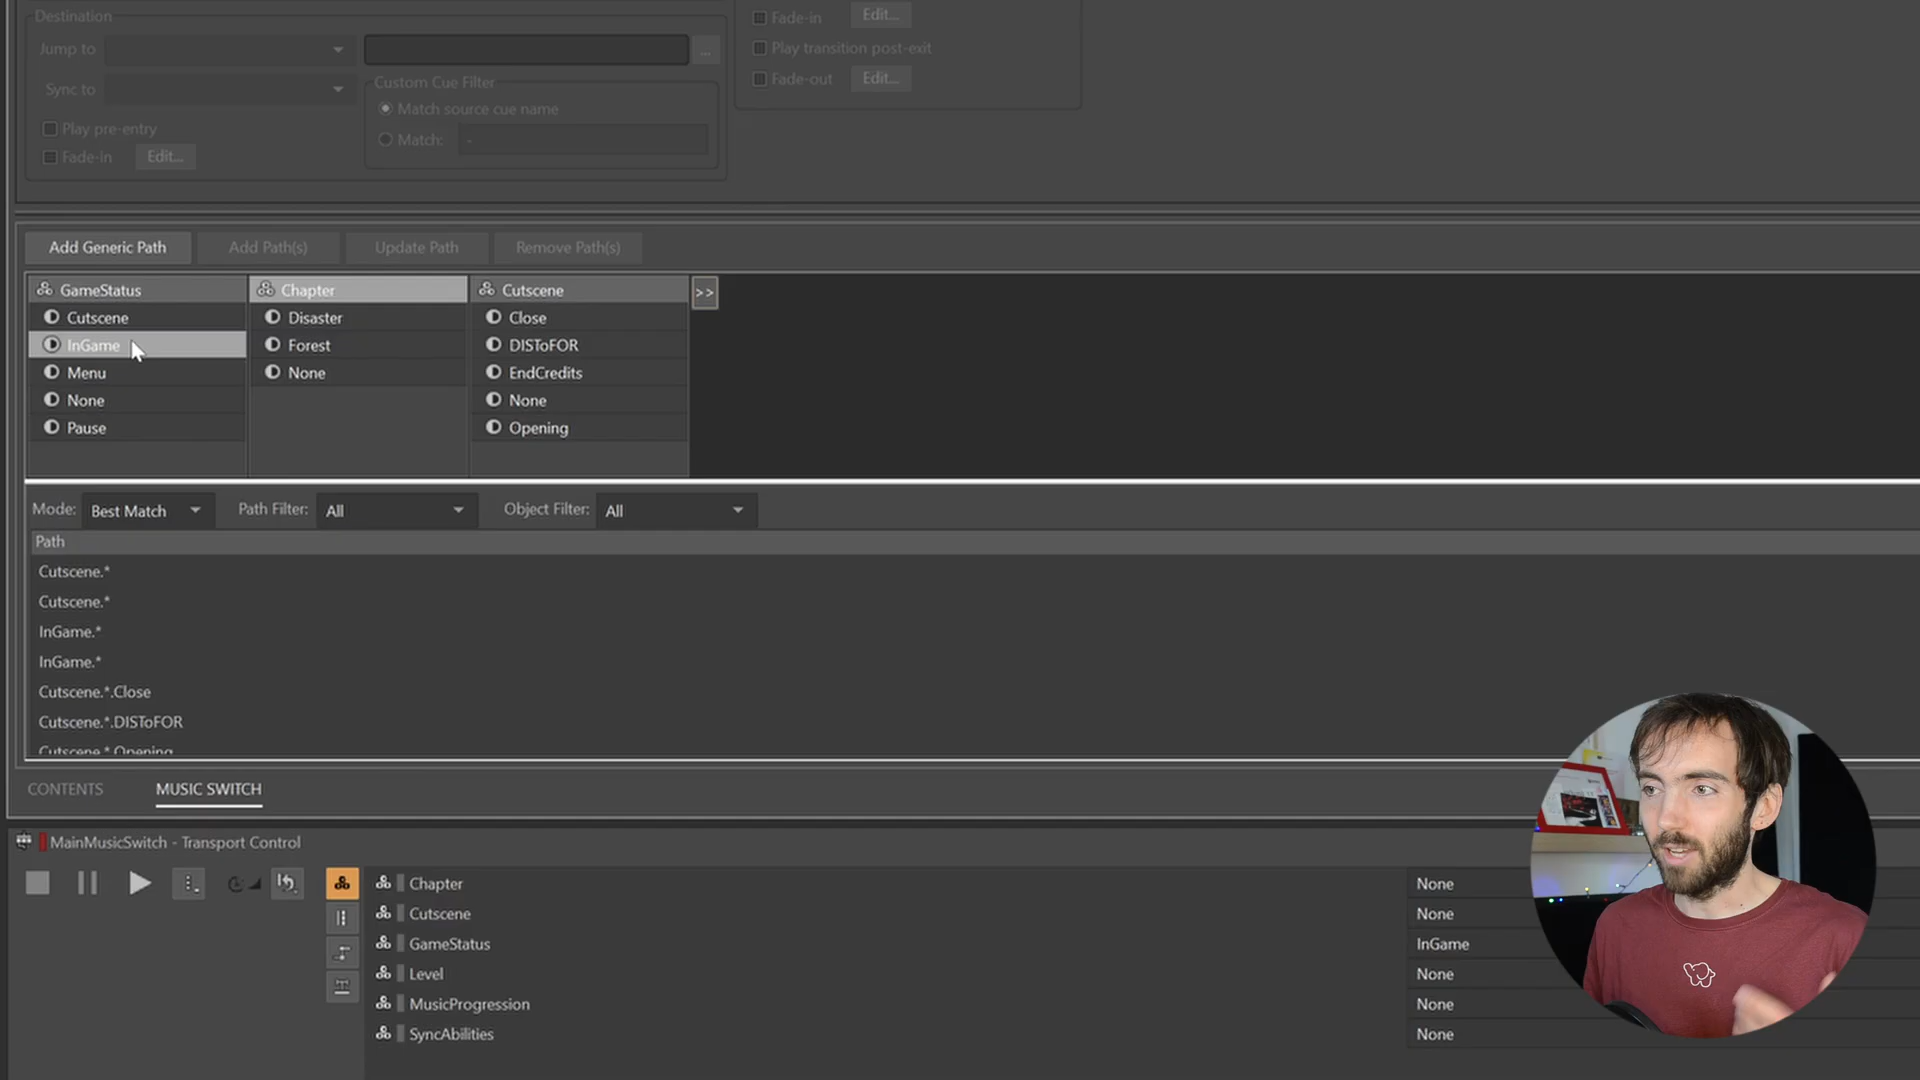 Destination
Jump to
...
Sync to
Play pre-entry
Fade-in Edit...
Custom Cue Filter
Match source cue name
Match: -
Fade-in Edit...
Play transition post-exit
Fade-out Edit...
Add Generic Path Add Path(s) Update Path Remove Path(s)
GameStatus Chapter Cutscene >>
Cutscene Disaster Close
InGame Forest DISToFOR
Menu None EndCredits
None None
Pause Opening
Mode: Best Match Path Filter: All Object Filter: All
Path
Cutscene.*
Cutscene.*
InGame.*
InGame.*
Cutscene.*.Close
Cutscene.*.DISToFOR
Cutscene.*.Opening
CONTENTS MUSIC SWITCH
MainMusicSwitch - Transport Control
Chapter None
Cutscene None
GameStatus InGame
Level None
MusicProgression None
SyncAbilities None